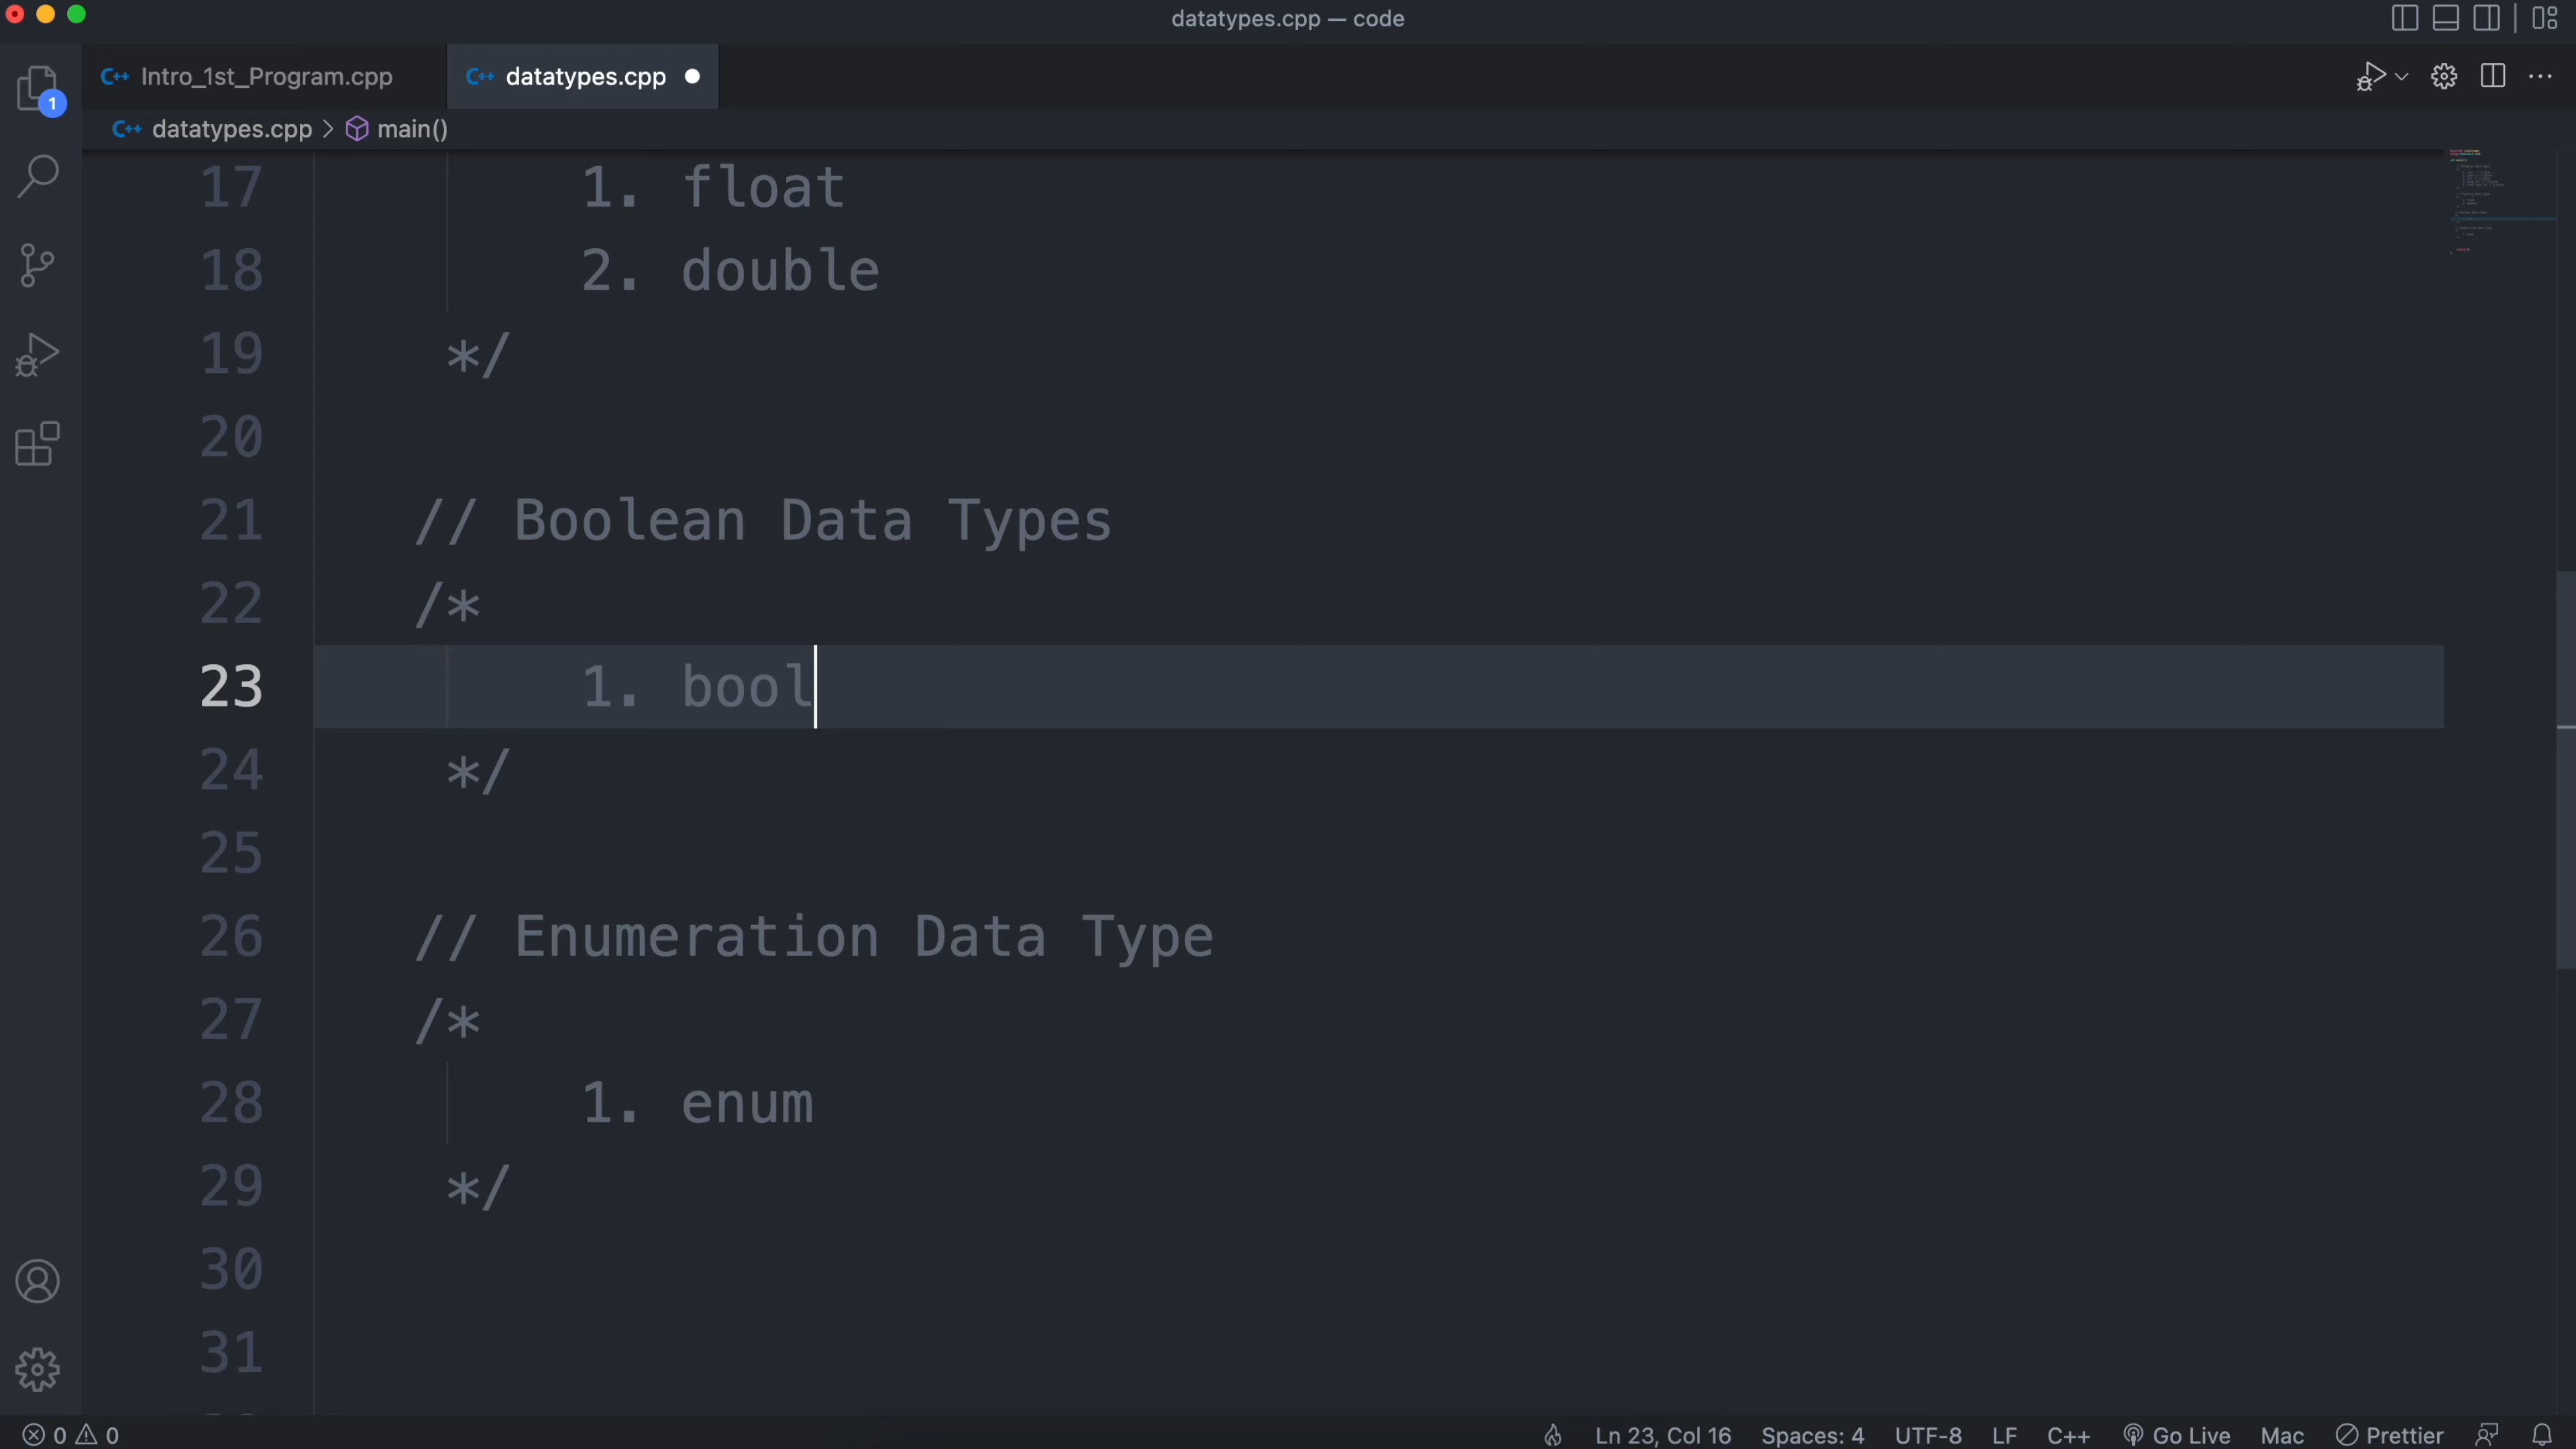 datatypes.cpp — code
C++ Intro_1st_Program.cpp
C++ datatypes.cpp
C++ datatypes.cpp > main()
1
17 1. float
18 2. double
19 */
20
21 // Boolean Data Types
22 /*
23 1. bool
24 */
25
26 // Enumeration Data Type
27 /*
28 1. enum
29 */
30
31
0 0 Ln 23, Col 16 Spaces: 4 UTF-8 LF C++ Go Live Mac Prettier